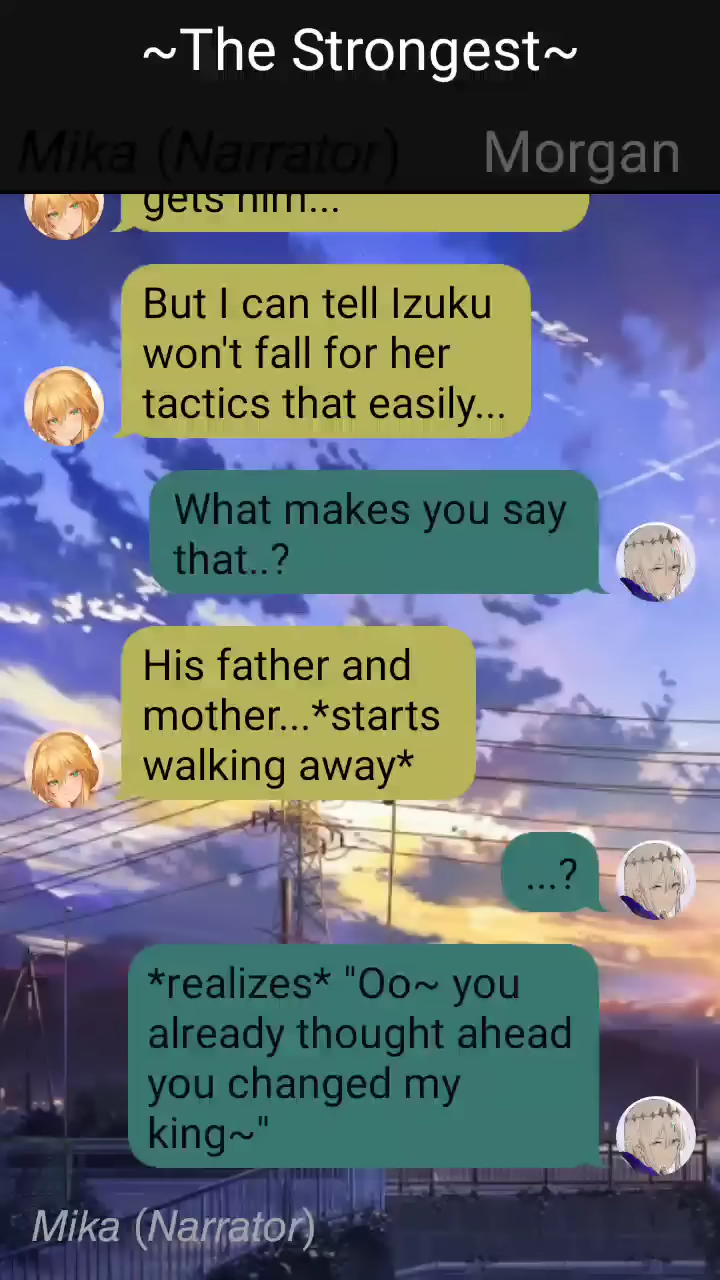 ~The Strongest~
Mika (Narrator) Morgan
gets him...
But I can tell Izuku
won't fall for her
tactics that easily...
What makes you say
that..?
His father and
mother...*starts
walking away*
...?
*realizes* "Oo~ you
already thought ahead
you changed my
king~"
Mika (Narrator)